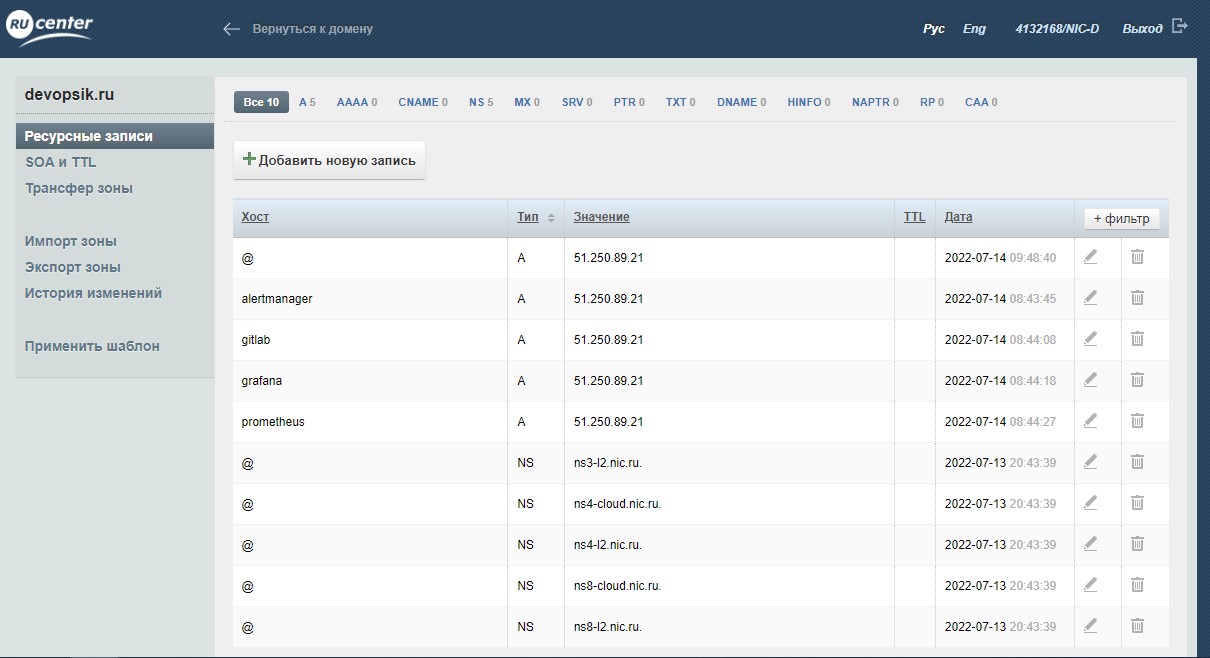 RU center
Вернуться к домену
Рус Eng 4132168/NIC-D Выход
devopsik.ru
Ресурсные записи
SOA и TTL
Трансфер зоны
Импорт зоны
Экспорт зоны
История изменений
Применить шаблон
Все 10 A 5 AAAA 0 CNAME 0 NS 5 MX 0 SRV 0 PTR 0 TXT 0 DNAME 0 HINFO 0 NAPTR 0 RP 0 CAA 0
Добавить новую запись
Хост Тип Значение TTL Дата + фильтр
@ A 51.250.89.21 2022-07-14 09:48:40
alertmanager A 51.250.89.21 2022-07-14 08:43:45
gitlab A 51.250.89.21 2022-07-14 08:44:08
grafana A 51.250.89.21 2022-07-14 08:44:18
prometheus A 51.250.89.21 2022-07-14 08:44:27
@ NS ns3-l2.nic.ru. 2022-07-13 20:43:39
@ NS ns4-cloud.nic.ru. 2022-07-13 20:43:39
@ NS ns4-l2.nic.ru. 2022-07-13 20:43:39
@ NS ns8-cloud.nic.ru. 2022-07-13 20:43:39
@ NS ns8-l2.nic.ru. 2022-07-13 20:43:39